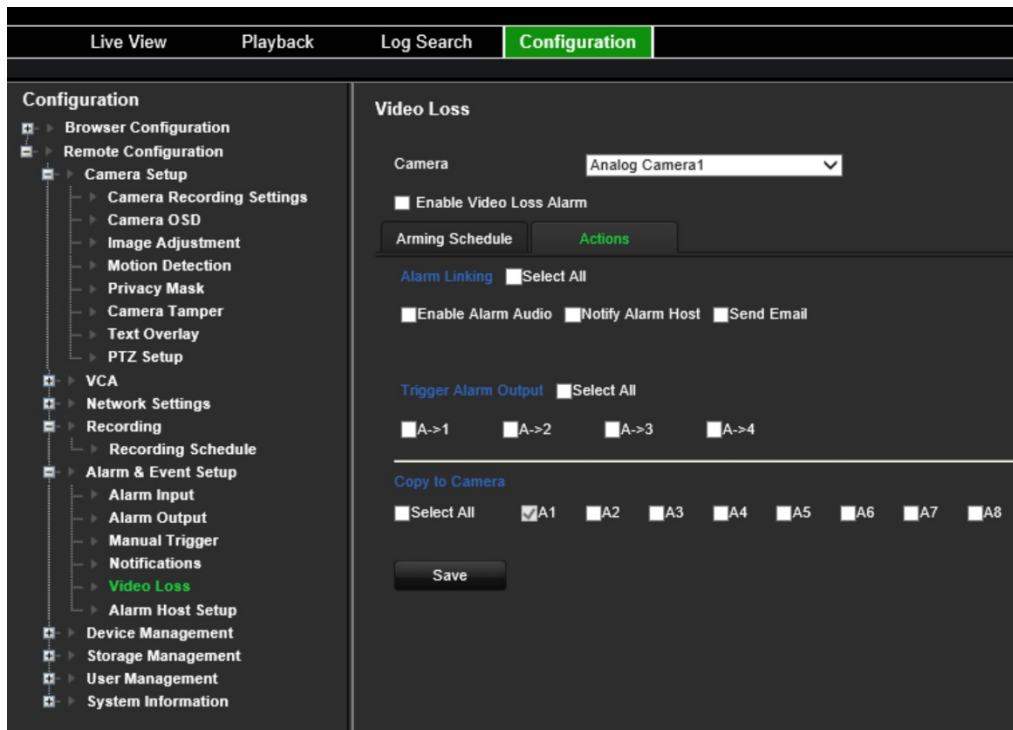 Live View Playback Log Search Configuration
Configuration
Browser Configuration
Remote Configuration
Camera Setup
Camera Recording Settings
Camera OSD
Image Adjustment
Motion Detection
Privacy Mask
Camera Tamper
Text Overlay
PTZ Setup
VCA
Network Settings
Recording
Recording Schedule
Alarm & Event Setup
Alarm Input
Alarm Output
Manual Trigger
Notifications
Video Loss
Alarm Host Setup
Device Management
Storage Management
User Management
System Information
Video Loss
Camera Analog Camera1
Enable Video Loss Alarm
Arming Schedule Actions
Alarm Linking Select All
Enable Alarm Audio Notify Alarm Host Send Email
Trigger Alarm Output Select All
A->1 A->2 A->3 A->4
Copy to Camera
Select All A1 A2 A3 A4 A5 A6 A7 A8
Save